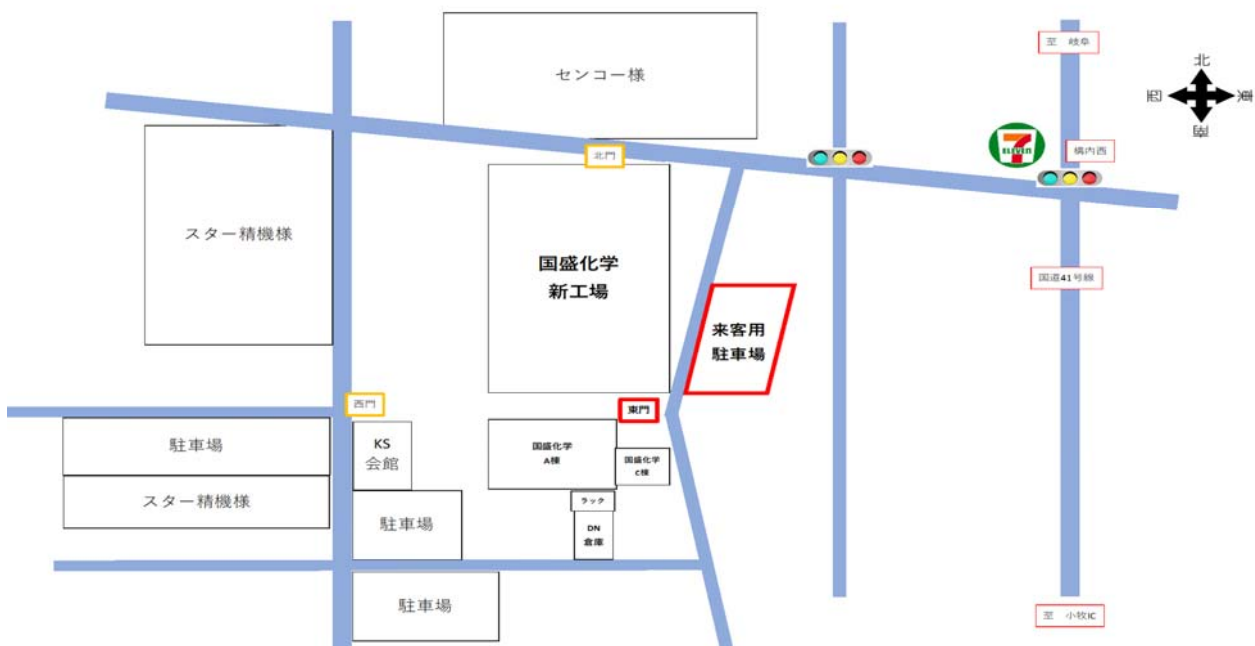 至 岐阜
北
センコー様
西
東
南
北門
ELEVEN
構内西
スター精機様
国盛化学
新工場
国道41号線
来客用
駐車場
西門
東門
駐車場
KS
会館
国盛化学
A棟
国盛化学
C棟
スター精機様
ラック
駐車場
DN
倉庫
駐車場
至 小牧IC